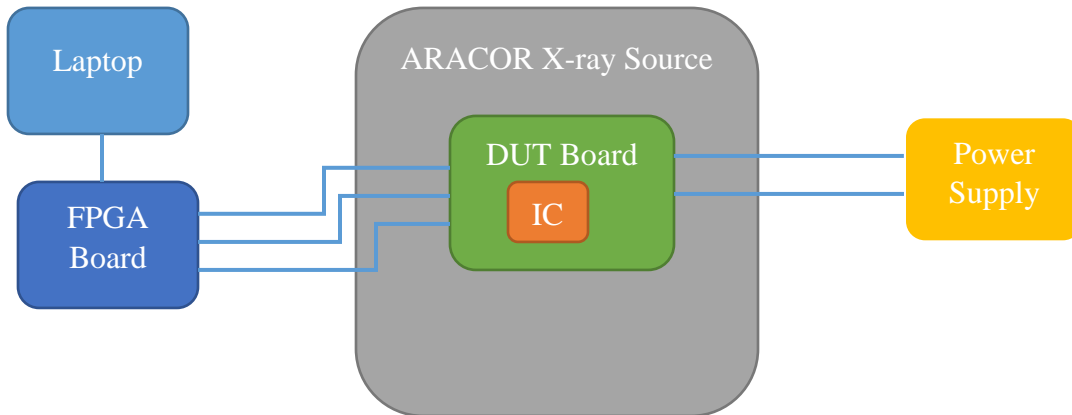 Laptop
FPGA
Board
ARACOR X-ray Source
DUT Board
IC
Power
Supply